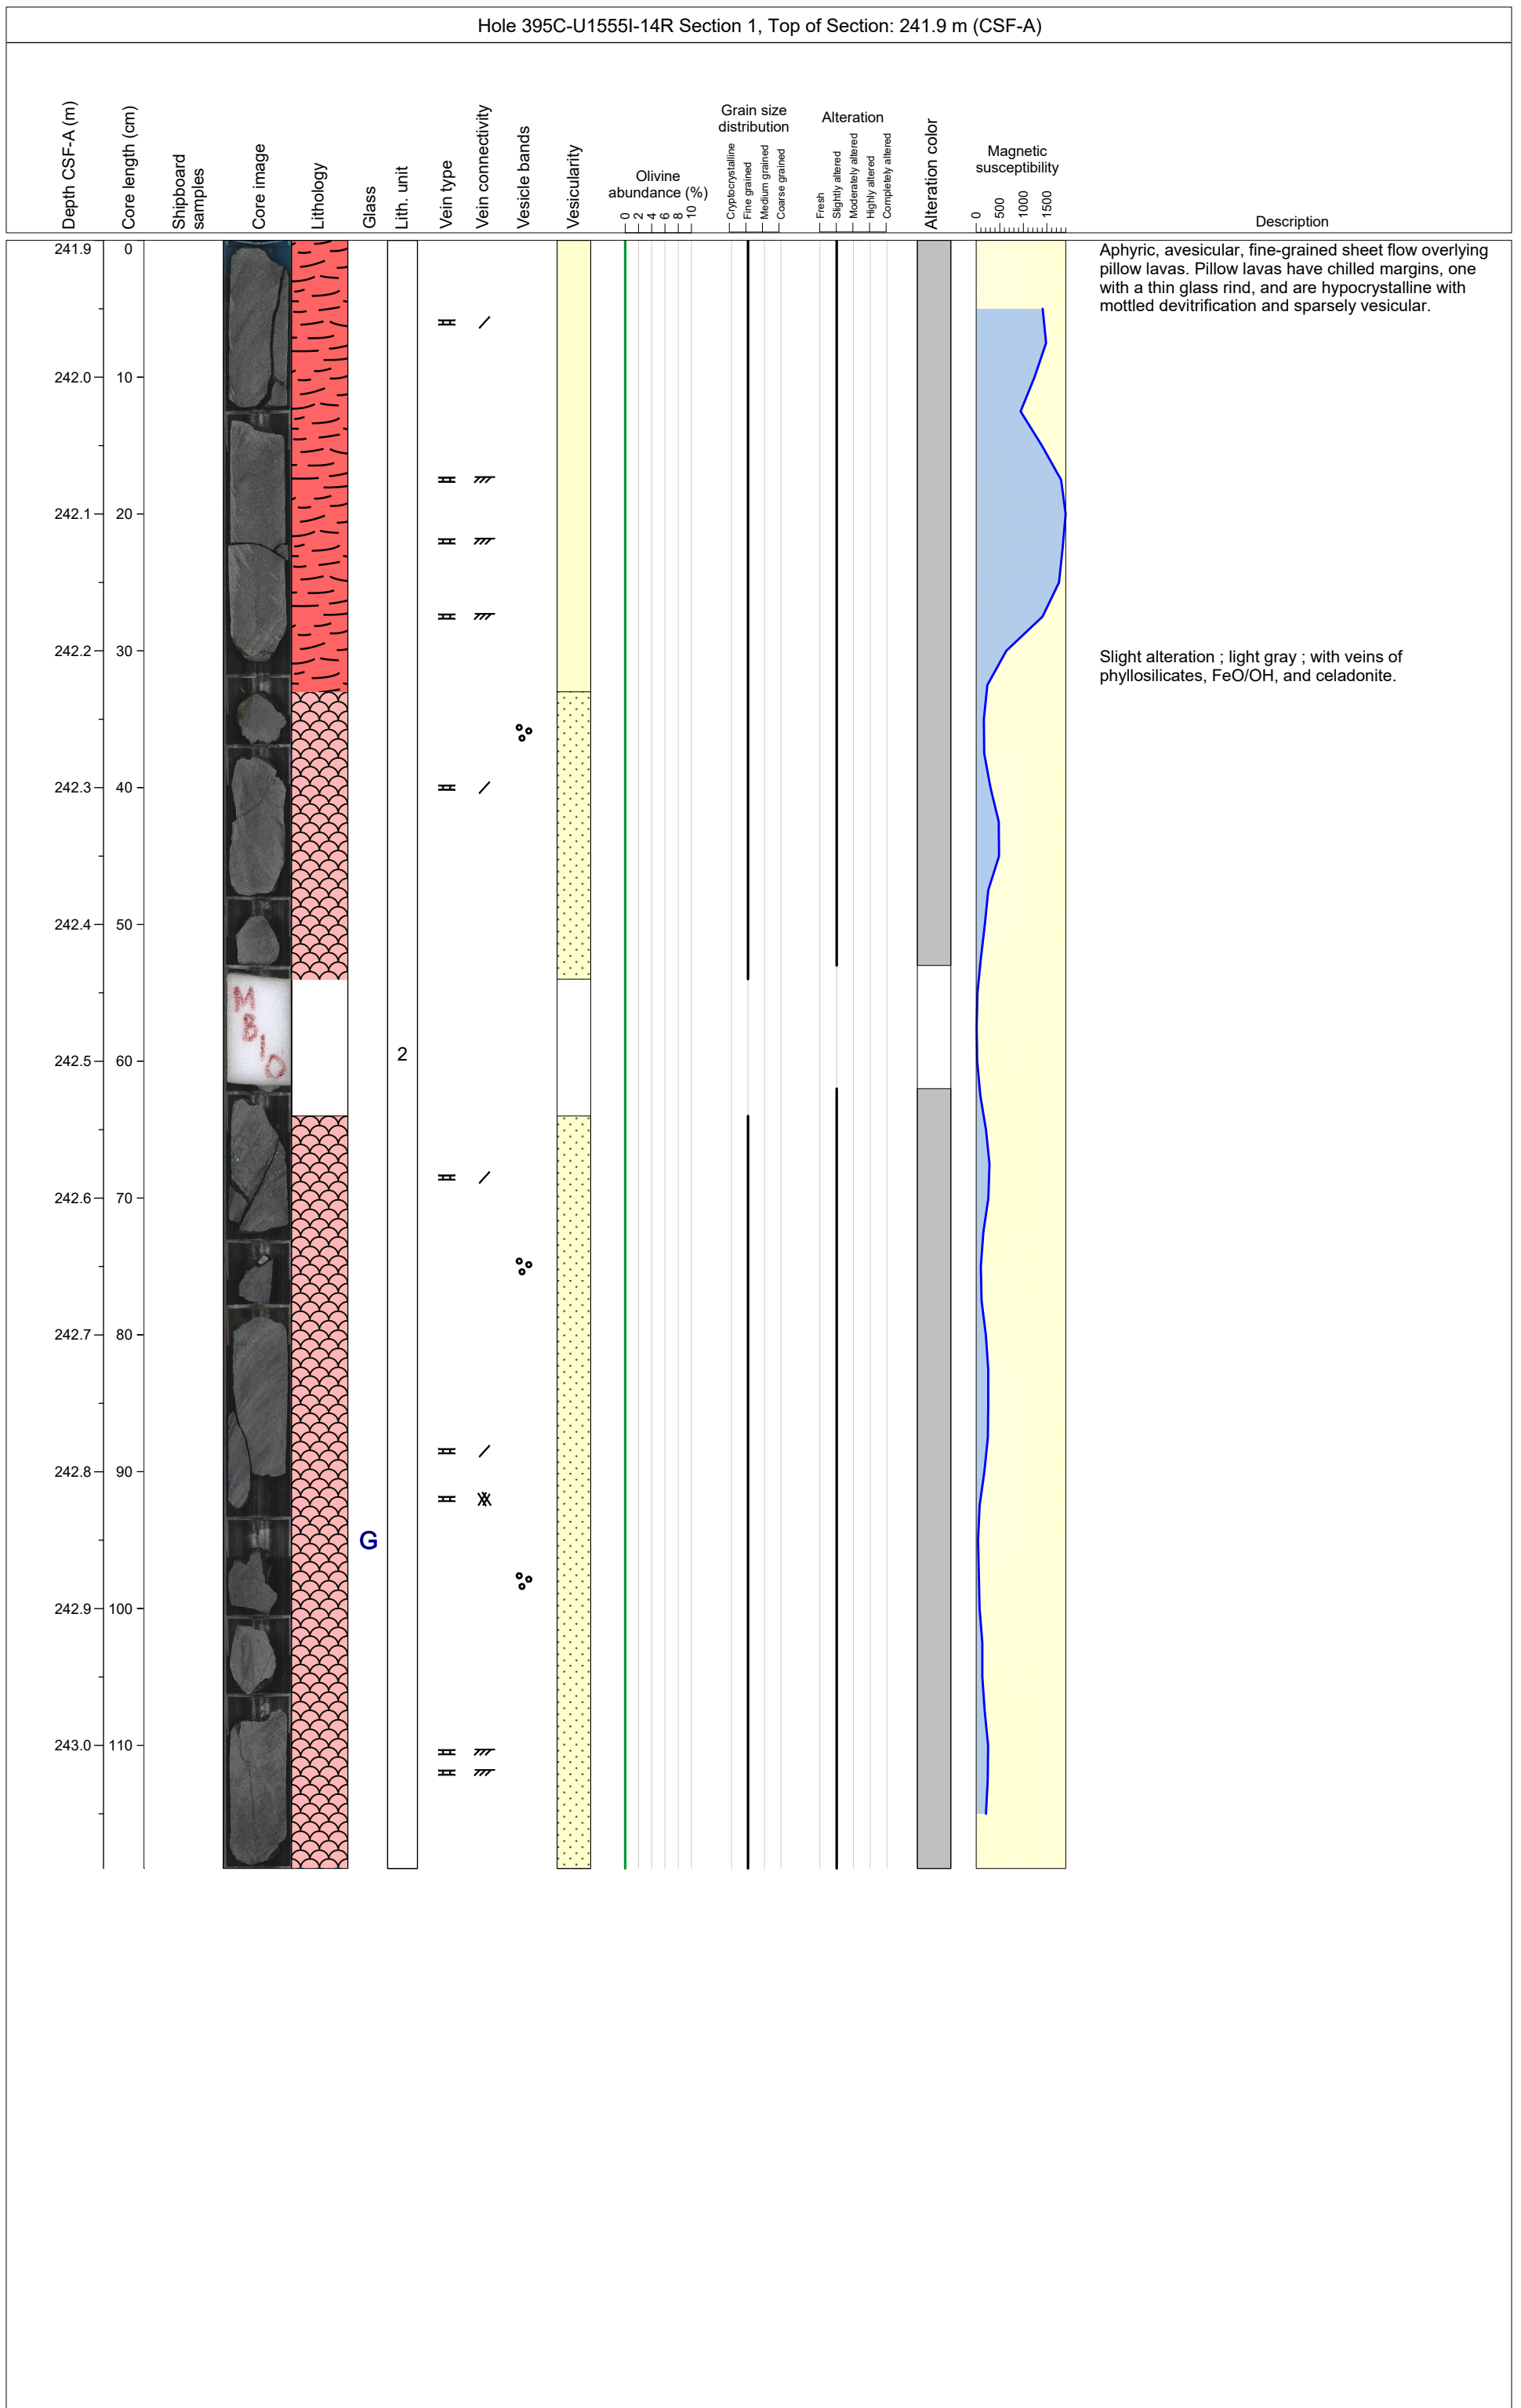 Hole 395C-U1555I-14R Section 1, Top of Section: 241.9 m (CSF-A)
Depth CSF-A (m)
Core length (cm)
Shipboard
samples
Core image
Lithology
Glass
Lith. unit
Vein type
Vein connectivity
Vesicle bands
Vesicularity
Olivine
abundance (%)
0
2
4
6
8
10
Grain size
distribution
Cryptocrystalline
Fine grained
Medium grained
Coarse grained
Alteration
Fresh
Slightly altered
Moderately altered
Highly altered
Completely altered
Alteration color
Magnetic
susceptibility
0
500
1000
1500
Description
241.9 0
242.0 10
242.1 20
242.2 30
242.3 40
242.4 50
242.5 60
242.6 70
242.7 80
242.8 90
242.9 100
243.0 110
M
B
I
O
2
G
Aphyric, avesicular, fine-grained sheet flow overlying
pillow lavas. Pillow lavas have chilled margins, one
with a thin glass rind, and are hypocrystalline with
mottled devitrification and sparsely vesicular.
Slight alteration ; light gray ; with veins of
phyllosilicates, FeO/OH, and celadonite.